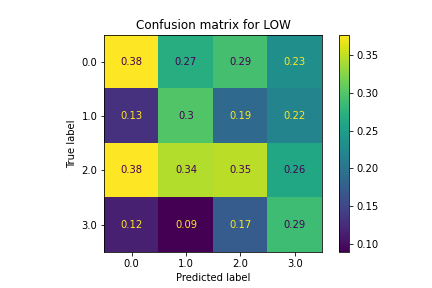 Confusion matrix for LOW
0.0 0.38 0.27 0.29 0.23
1.0 0.13 0.3 0.19 0.22
2.0 0.38 0.34 0.35 0.26
3.0 0.12 0.09 0.17 0.29
0.0 1.0 2.0 3.0
True label
Predicted label
0.35
0.30
0.25
0.20
0.15
0.10